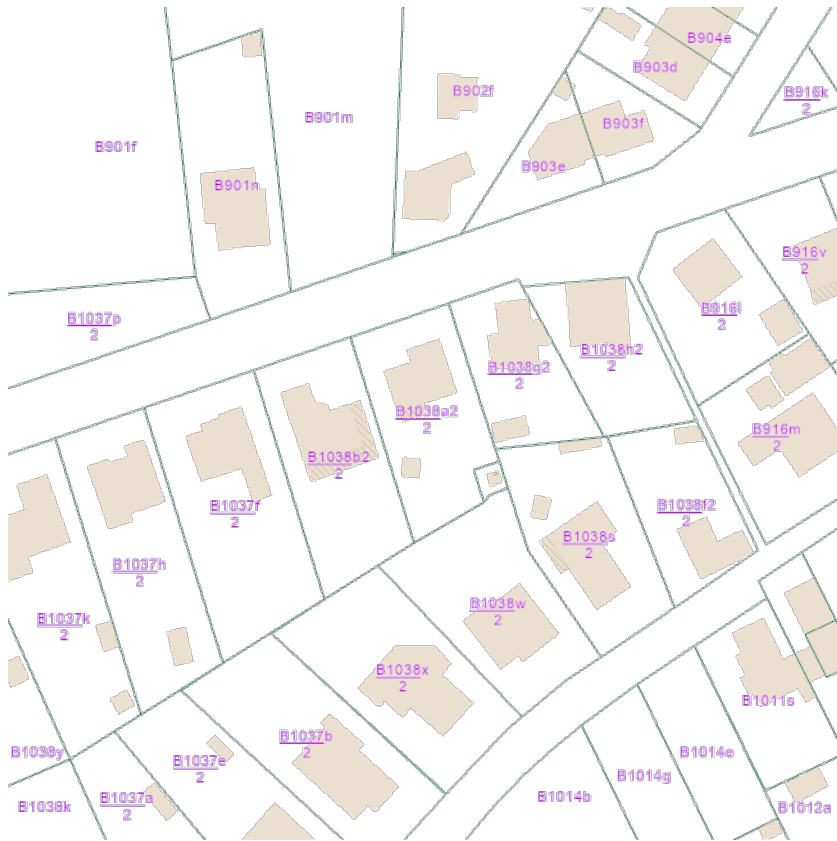 B904e
B903d
B902f
B916k
2
B901m
B903f
B901f
B903e
B901n
B916v
2
B916l
2
B1037p
2
B1038h2
2
B1038g2
2
B1038a2
2
B916m
2
B1038b2
2
B1037f
2
B1038f2
2
B1038s
2
B1037h
2
B1038w
2
B1037k
2
B1038x
2
B1011s
B1037b
2
B1038y
B1014e
B1037e
2
B1014g
B1037a
2
B1014b
B1038k
B1012a